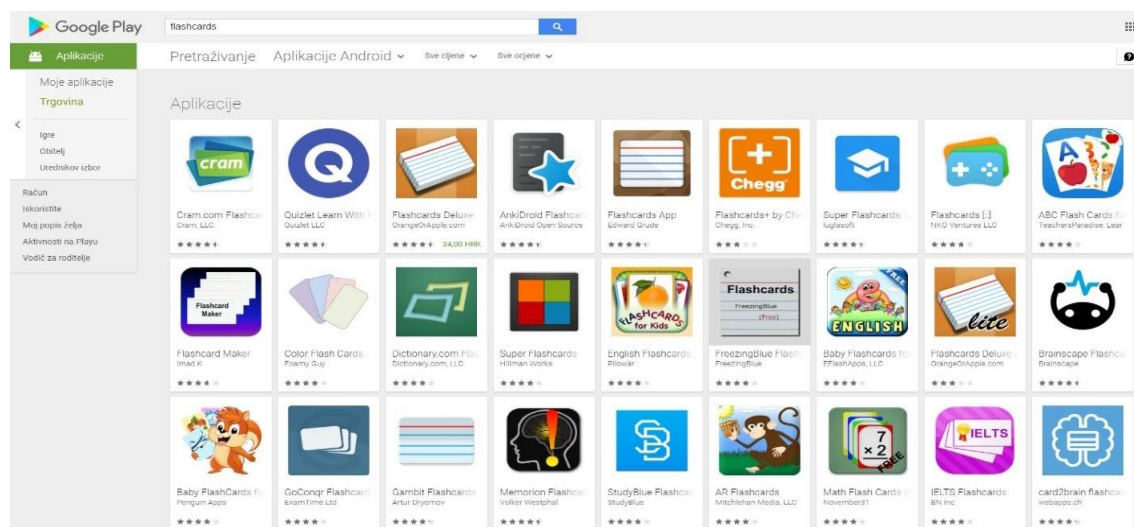 Google Play
flashcards
Aplikacije
Pretraživanje
Aplikacije Android
Sve cijene
Sve ocjene
Moje aplikacije
Trgovina
Igre
Obitelj
Urednikov izbor
Račun
Iskoristite
Moj popis želja
Aktivnosti na Playu
Vodič za roditelje
Aplikacije
cram
Q
Chegg
A
Cram.com Flashca
Quizlet Learn With F
Flashcards Deluxe
AnkiDroid Flashcar
Flashcards App
Flashcards+ by Che
Super Flashcards, L
Flashcards [:]
ABC Flash Cards fo
Cram, LLC.
Quizlet LLC
OrangeOrApple.com
AnkiDroid Open Source
Edward Grude
Chegg, Inc.
luglasoft
NKO Ventures LLC
TeachersParadise, Lear
34,00 HRK
Flashcard
Maker
FLASHCARDS
for Kids
Flashcards
FreezingBlue
(Free)
FREE
ENGLISH
lite
Flashcard Maker
Color Flash Cards
Dictionary.com Fla
Super Flashcards
English Flashcards
FreezingBlue Flash
Baby Flashcards fo
Flashcards Deluxe L
Brainscape Flashca
Imad K
Foamy Guy
Dictionary.com, LLC
Hillman Works
Pilowar
FreezingBlue
EFlashApps, LLC
OrangeOrApple.com
Brainscape
SB
7
× 2
FREE
IELTS
Baby FlashCards fo
GoConqr Flashcard
Gambit Flashcards
Memorion Flashca
StudyBlue Flashca
AR Flashcards
Math Flash Cards (
IELTS Flashcards
card2brain flashcar
Penguin Apps
ExamTime Ltd
Artur Dryomov
Volker Westphal
StudyBlue
Mitchlehan Media, LLC
November31
BN Inc
webapps.ch